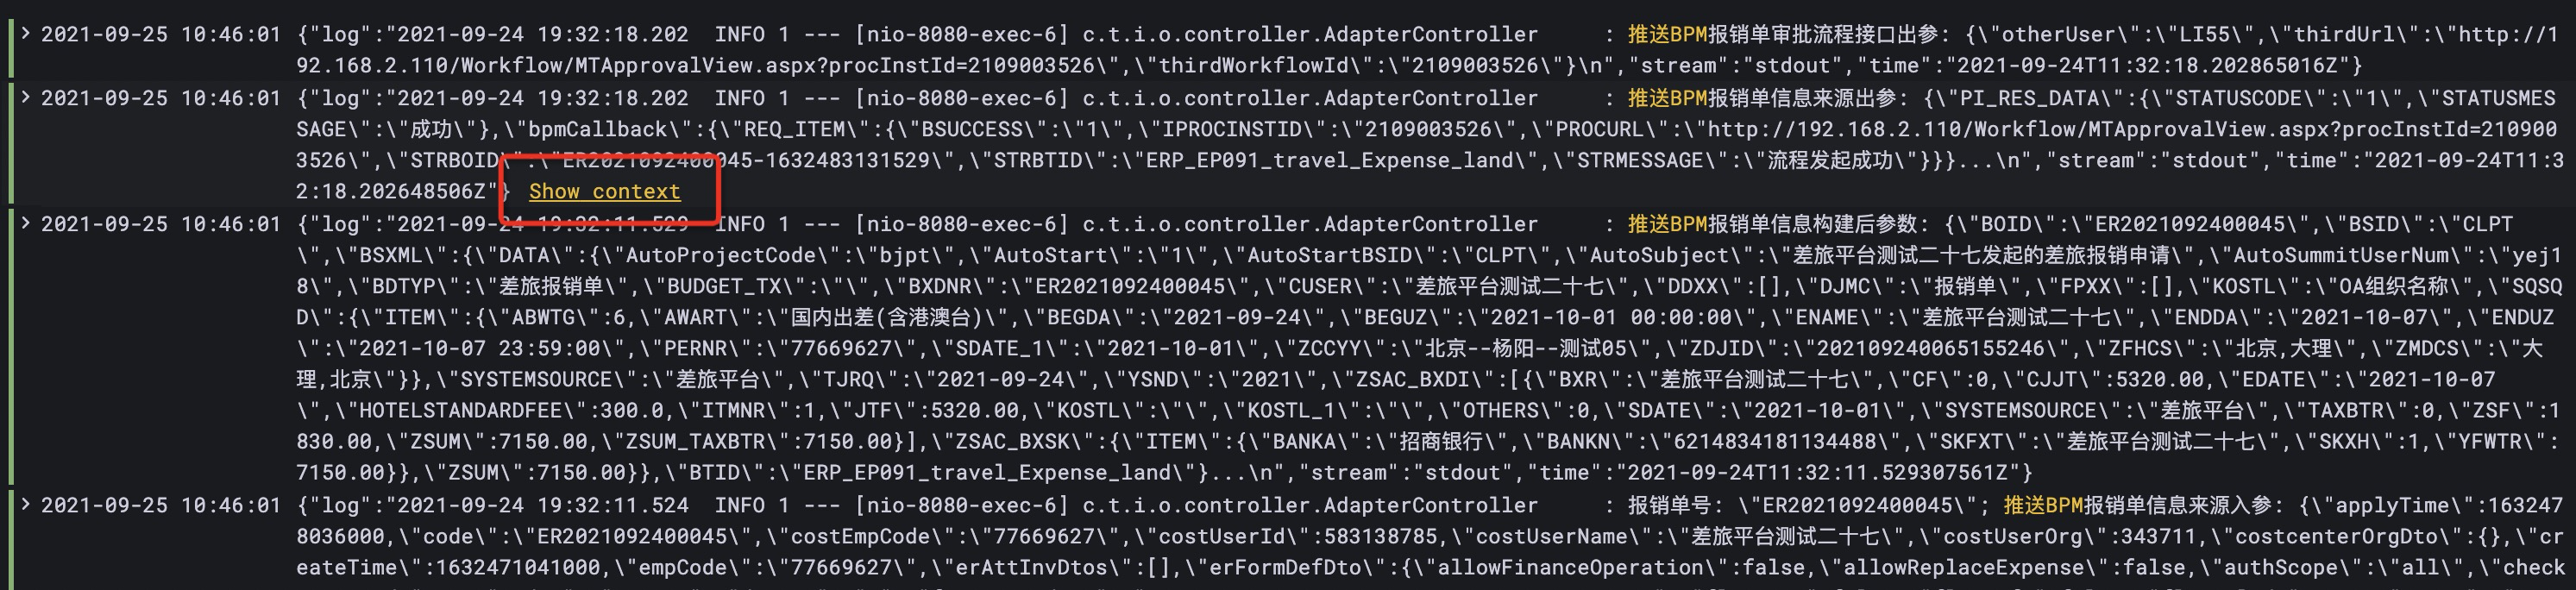 > 2021-09-25 10:46:01 {"log":"2021-09-24 19:32:18.202  INFO 1 --- [nio-8080-exec-6] c.t.i.o.controller.AdapterController      : 推送BPM报销单审批流程接口出参: {\"otherUser\":\"LI55\",\"thirdUrl\":\"http://1
92.168.2.110/Workflow/MTApprovalView.aspx?procInstId=2109003526\",\"thirdWorkflowId\":\"2109003526\"}\n","stream":"stdout","time":"2021-09-24T11:32:18.202865016Z"}
> 2021-09-25 10:46:01 {"log":"2021-09-24 19:32:18.202  INFO 1 --- [nio-8080-exec-6] c.t.i.o.controller.AdapterController      : 推送BPM报销单信息来源出参: {\"PI_RES_DATA\":{\"STATUSCODE\":\"1\",\"STATUSMES
SAGE\":\"成功\"},\"bpmCallback\":{\"REQ_ITEM\":{\"BSUCCESS\":\"1\",\"IPROCINSTID\":\"2109003526\",\"PROCURL\":\"http://192.168.2.110/Workflow/MTApprovalView.aspx?procInstId=210900
3526\",\"STRBOID\":\"ER2021092400045-1632483131529\",\"STRBTID\":\"ERP_EP091_travel_Expense_land\",\"STRMESSAGE\":\"流程发起成功\"}}}...\n","stream":"stdout","time":"2021-09-24T11:3
2:18.202648506Z"} Show context
> 2021-09-25 10:46:01 {"log":"2021-09-24 19:32:11.529  INFO 1 --- [nio-8080-exec-6] c.t.i.o.controller.AdapterController      : 推送BPM报销单信息构建后参数: {\"BOID\":\"ER2021092400045\",\"BSID\":\"CLPT
\",\"BSXML\":{\"DATA\":{\"AutoProjectCode\":\"bjpt\",\"AutoStart\":\"1\",\"AutoStartBSID\":\"CLPT\",\"AutoSubject\":\"差旅平台测试二十七发起的差旅报销申请\",\"AutoSummitUserNum\":\"yej1
8\",\"BDTYP\":\"差旅报销单\",\"BUDGET_TX\":\"\",\"BXDNR\":\"ER2021092400045\",\"CUSER\":\"差旅平台测试二十七\",\"DDXX\":[],\"DJMC\":\"报销单\",\"FPXX\":[],\"KOSTL\":\"OA组织名称\",\"SQSQ
D\":{\"ITEM\":{\"ABWTG\":6,\"AWART\":\"国内出差(含港澳台)\",\"BEGDA\":\"2021-09-24\",\"BEGUZ\":\"2021-10-01 00:00:00\",\"ENAME\":\"差旅平台测试二十七\",\"ENDDA\":\"2021-10-07\",\"ENDUZ
\":\"2021-10-07 23:59:00\",\"PERNR\":\"77669627\",\"SDATE_1\":\"2021-10-01\",\"ZCCYY\":\"北京--杨阳--测试05\",\"ZDJID\":\"202109240065155246\",\"ZFHCS\":\"北京,大理\",\"ZMDCS\":\"大
理,北京\"}},\"SYSTEMSOURCE\":\"差旅平台\",\"TJRQ\":\"2021-09-24\",\"YSND\":\"2021\",\"ZSAC_BXDI\":[{\"BXR\":\"差旅平台测试二十七\",\"CF\":0,\"CJJT\":5320.00,\"EDATE\":\"2021-10-07
\",\"HOTELSTANDARDFEE\":300.0,\"ITMNR\":1,\"JTF\":5320.00,\"KOSTL\":\"\",\"KOSTL_1\":\"\",\"OTHERS\":0,\"SDATE\":\"2021-10-01\",\"SYSTEMSOURCE\":\"差旅平台\",\"TAXBTR\":0,\"ZSF\":1
830.00,\"ZSUM\":7150.00,\"ZSUM_TAXBTR\":7150.00}],\"ZSAC_BXSK\":{\"ITEM\":{\"BANKA\":\"招商银行\",\"BANKN\":\"6214834181134488\",\"SKFXT\":\"差旅平台测试二十七\",\"SKXH\":1,\"YFWTR\":
7150.00}},\"ZSUM\":7150.00}},\"BTID\":\"ERP_EP091_travel_Expense_land\"}...\n","stream":"stdout","time":"2021-09-24T11:32:11.529307561Z"}
> 2021-09-25 10:46:01 {"log":"2021-09-24 19:32:11.524  INFO 1 --- [nio-8080-exec-6] c.t.i.o.controller.AdapterController      : 报销单号: \"ER2021092400045\"; 推送BPM报销单信息来源入参: {\"applyTime\":163247
8036000,\"code\":\"ER2021092400045\",\"costEmpCode\":\"77669627\",\"costUserId\":583138785,\"costUserName\":\"差旅平台测试二十七\",\"costUserOrg\":343711,\"costcenterOrgDto\":{},\"cr
eateTime\":1632471041000,\"empCode\":\"77669627\",\"erAttInvDtos\":[],\"erFormDefDto\":{\"allowFinanceOperation\":false,\"allowReplaceExpense\":false,\"authScope\":\"all\",\"check